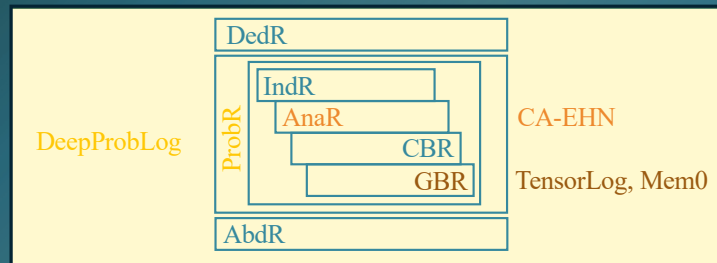 DedR
IndR
AnaR
CA-EHN
DeepProbLog
ProbR
CBR
GBR
TensorLog, Mem0
AbdR